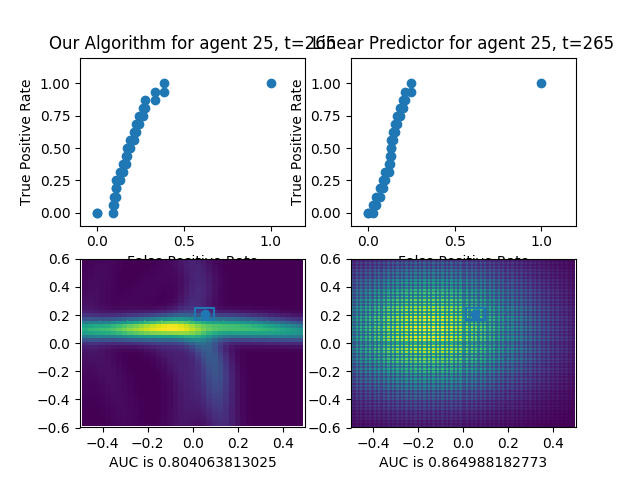 Our Algorithm for agent 25, t=265
Linear Predictor for agent 25, t=265
True Positive Rate
1.00
0.75
0.50
0.25
0.00
0.0 0.5 1.0
False Positive Rate
True Positive Rate
1.00
0.75
0.50
0.25
0.00
0.0 0.5 1.0
False Positive Rate
0.6
0.4
0.2
0.0
−0.2
−0.4
−0.6
−0.4 −0.2 0.0 0.2 0.4
AUC is 0.804063813025
0.6
0.4
0.2
0.0
−0.2
−0.4
−0.6
−0.4 −0.2 0.0 0.2 0.4
AUC is 0.864988182773